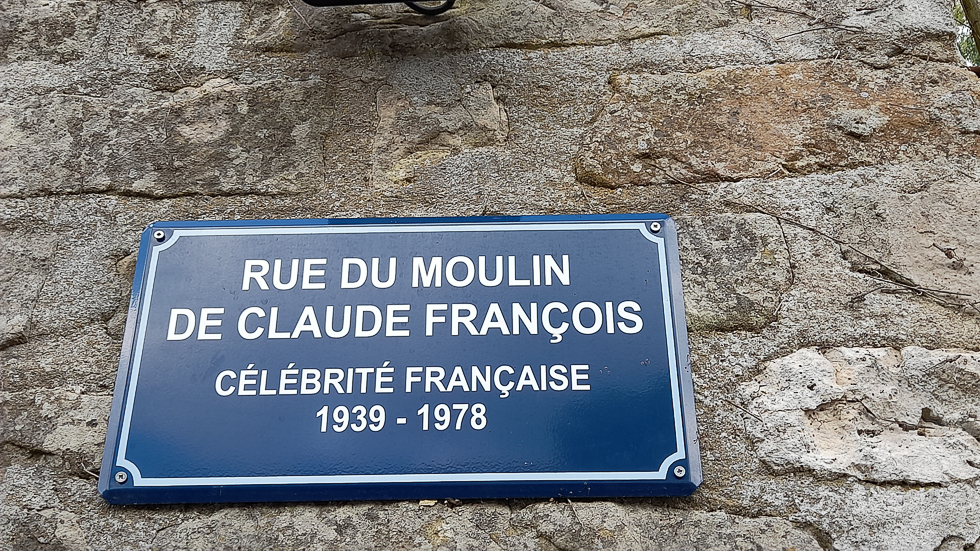 RUE DU MOULIN
DE CLAUDE FRANÇOIS
CÉLÉBRITÉ FRANÇAISE
1939 - 1978